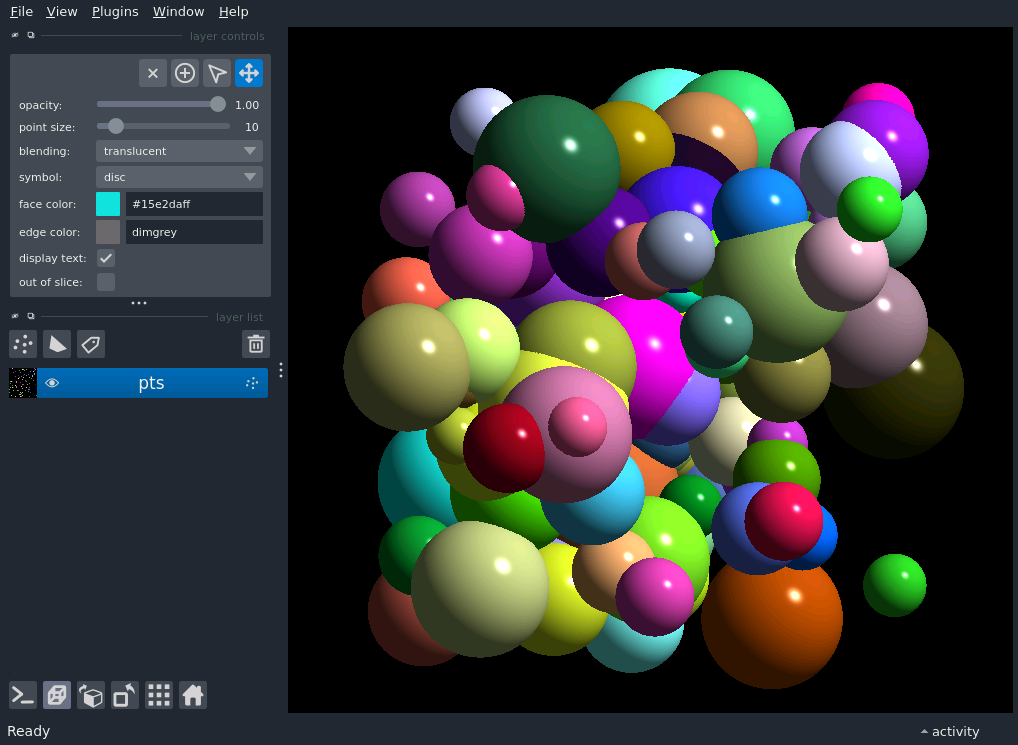 File View Plugins Window Help
layer controls
opacity: 1.00
point size: 10
blending: translucent
symbol: disc
face color: #15e2daff
edge color: dimgrey
display text:
out of slice:
layer list
pts
Ready
activity